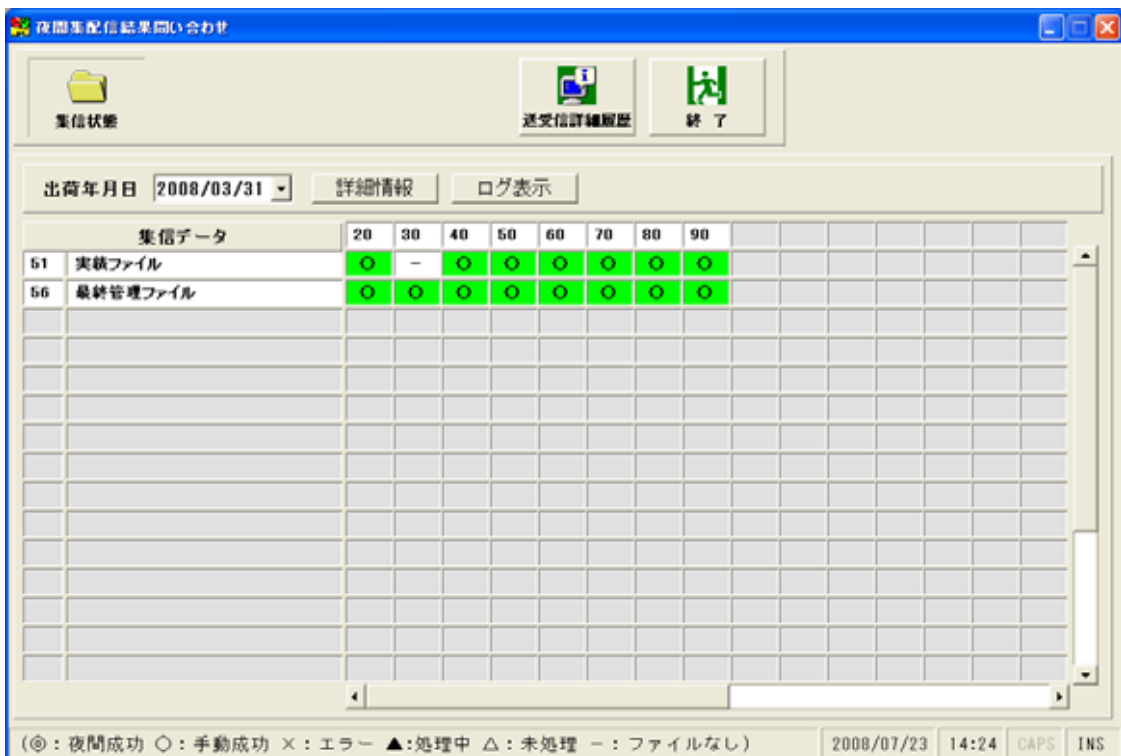 夜間集配信結果問い合わせ
集信状態
送受信詳細履歴
終 了
出荷年月日 2008/03/31 詳細情報 ログ表示
集信データ 20 30 40 50 60 70 80 90
51 実績ファイル ○ － ○ ○ ○ ○ ○ ○
56 最終管理ファイル ○ ○ ○ ○ ○ ○ ○ ○
(◎：夜間成功 ○：手動成功 ×：エラー ▲:処理中 △：未処理 －：ファイルなし) 2008/07/23 14:24 CAPS INS